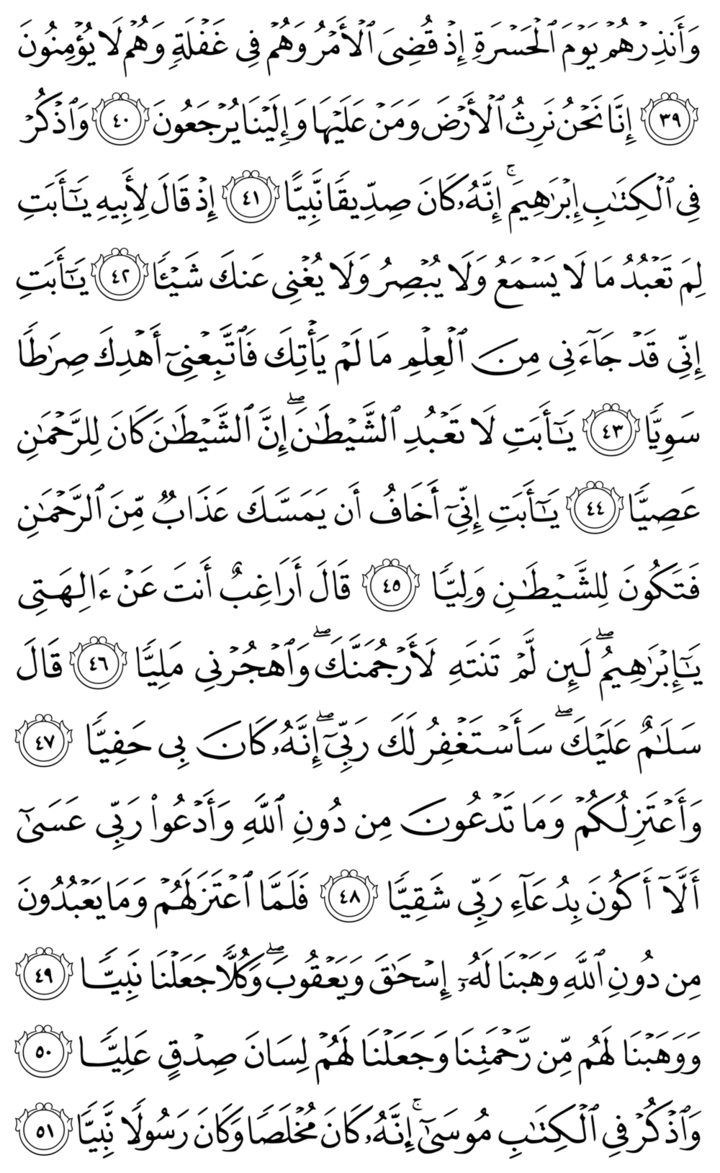 وَأَنذِرْهُمْ يَوْمَ ٱلْحَسْرَةِ إِذْ قُضِىَ ٱلْأَمْرُ وَهُمْ فِى غَفْلَةٍ وَهُمْ لَا يُؤْمِنُونَ
٣٩ إِنَّا نَحْنُ نَرِثُ ٱلْأَرْضَ وَمَنْ عَلَيْهَا وَإِلَيْنَا يُرْجَعُونَ ٤٠ وَٱذْكُرْ
فِى ٱلْكِتَـٰبِ إِبْرَٰهِيمَ ۚ إِنَّهُۥ كَانَ صِدِّيقًا نَّبِيًّا ٤١ إِذْ قَالَ لِأَبِيهِ يَـٰٓأَبَتِ
لِمَ تَعْبُدُ مَا لَا يَسْمَعُ وَلَا يُبْصِرُ وَلَا يُغْنِى عَنكَ شَيْـًٔا ٤٢ يَـٰٓأَبَتِ
إِنِّى قَدْ جَآءَنِى مِنَ ٱلْعِلْمِ مَا لَمْ يَأْتِكَ فَٱتَّبِعْنِىٓ أَهْدِكَ صِرَٰطًا
سَوِيًّا ٤٣ يَـٰٓأَبَتِ لَا تَعْبُدِ ٱلشَّيْطَـٰنَ ۖ إِنَّ ٱلشَّيْطَـٰنَ كَانَ لِلرَّحْمَـٰنِ
عَصِيًّا ٤٤ يَـٰٓأَبَتِ إِنِّىٓ أَخَافُ أَن يَمَسَّكَ عَذَابٌ مِّنَ ٱلرَّحْمَـٰنِ
فَتَكُونَ لِلشَّيْطَـٰنِ وَلِيًّا ٤٥ قَالَ أَرَاغِبٌ أَنتَ عَنْ ءَالِهَتِى
يَـٰٓإِبْرَٰهِيمُ ۖ لَئِن لَّمْ تَنتَهِ لَأَرْجُمَنَّكَ ۖ وَٱهْجُرْنِى مَلِيًّا ٤٦ قَالَ
سَلَـٰمٌ عَلَيْكَ ۖ سَأَسْتَغْفِرُ لَكَ رَبِّىٓ ۖ إِنَّهُۥ كَانَ بِى حَفِيًّا ٤٧
وَأَعْتَزِلُكُمْ وَمَا تَدْعُونَ مِن دُونِ ٱللَّهِ وَأَدْعُوا۟ رَبِّى عَسَىٰٓ
أَلَّآ أَكُونَ بِدُعَآءِ رَبِّى شَقِيًّا ٤٨ فَلَمَّا ٱعْتَزَلَهُمْ وَمَا يَعْبُدُونَ
مِن دُونِ ٱللَّهِ وَهَبْنَا لَهُۥٓ إِسْحَـٰقَ وَيَعْقُوبَ ۖ وَكُلًّا جَعَلْنَا نَبِيًّا ٤٩
وَوَهَبْنَا لَهُم مِّن رَّحْمَتِنَا وَجَعَلْنَا لَهُمْ لِسَانَ صِدْقٍ عَلِيًّا ٥٠
وَٱذْكُرْ فِى ٱلْكِتَـٰبِ مُوسَىٰٓ ۚ إِنَّهُۥ كَانَ مُخْلَصًا وَكَانَ رَسُولًا نَّبِيًّا ٥١